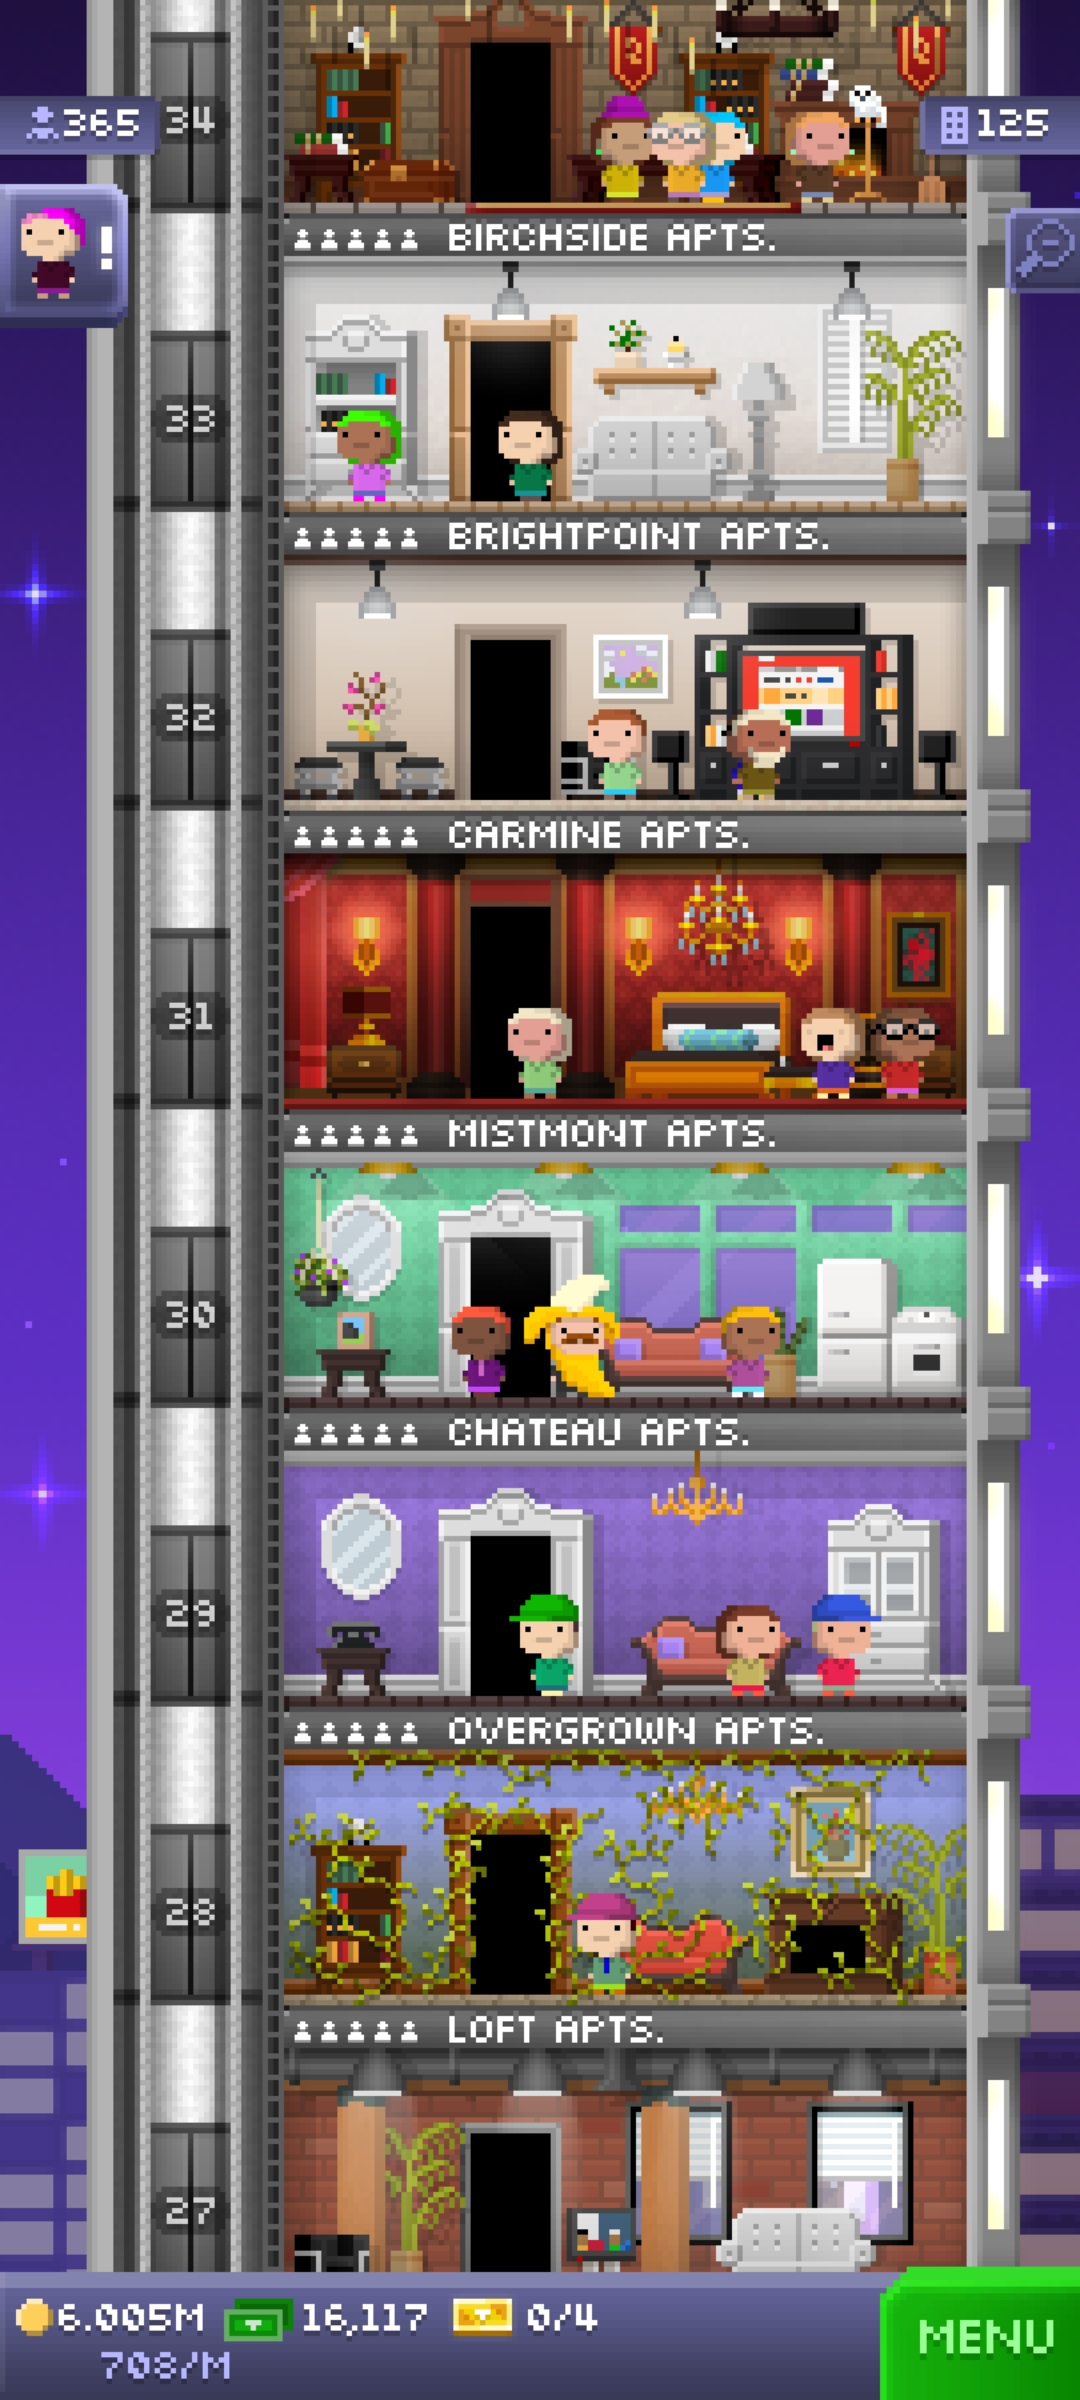 365
34
125
!
BIRCHSIDE APTS.
33
BRIGHTPOINT APTS.
32
CARMINE APTS.
31
MISTMONT APTS.
30
CHATEAU APTS.
29
OVERGROWN APTS.
28
LOFT APTS.
27
6.005M
16,117
0/4
708/M
MENU